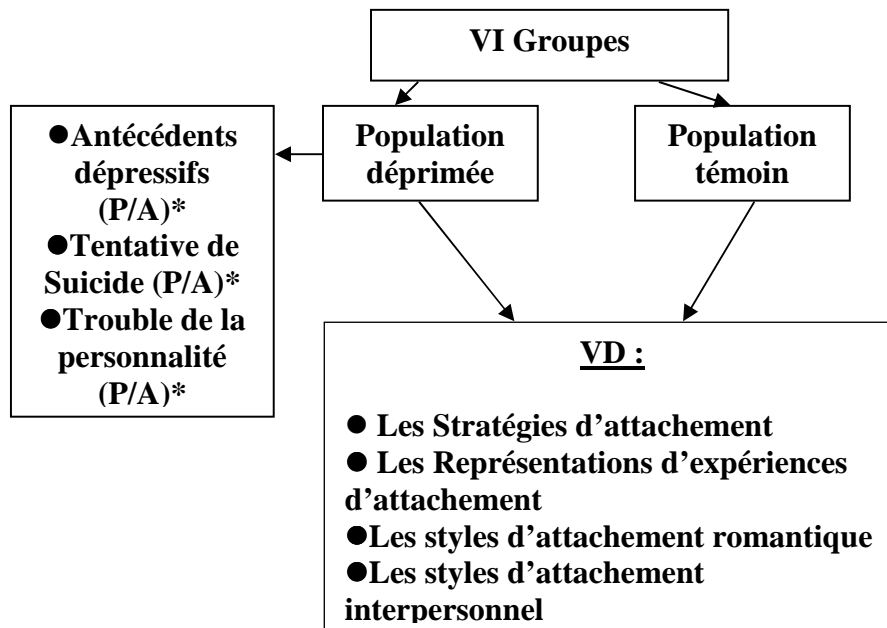 VI Groupes
Population
déprimée
Population
témoin
●Antécédents
dépressifs
(P/A)*
●Tentative de
Suicide (P/A)*
●Trouble de la
personnalité
(P/A)*
VD :
● Les Stratégies d’attachement
● Les Représentations d’expériences
d’attachement
●Les styles d’attachement romantique
●Les styles d’attachement
interpersonnel